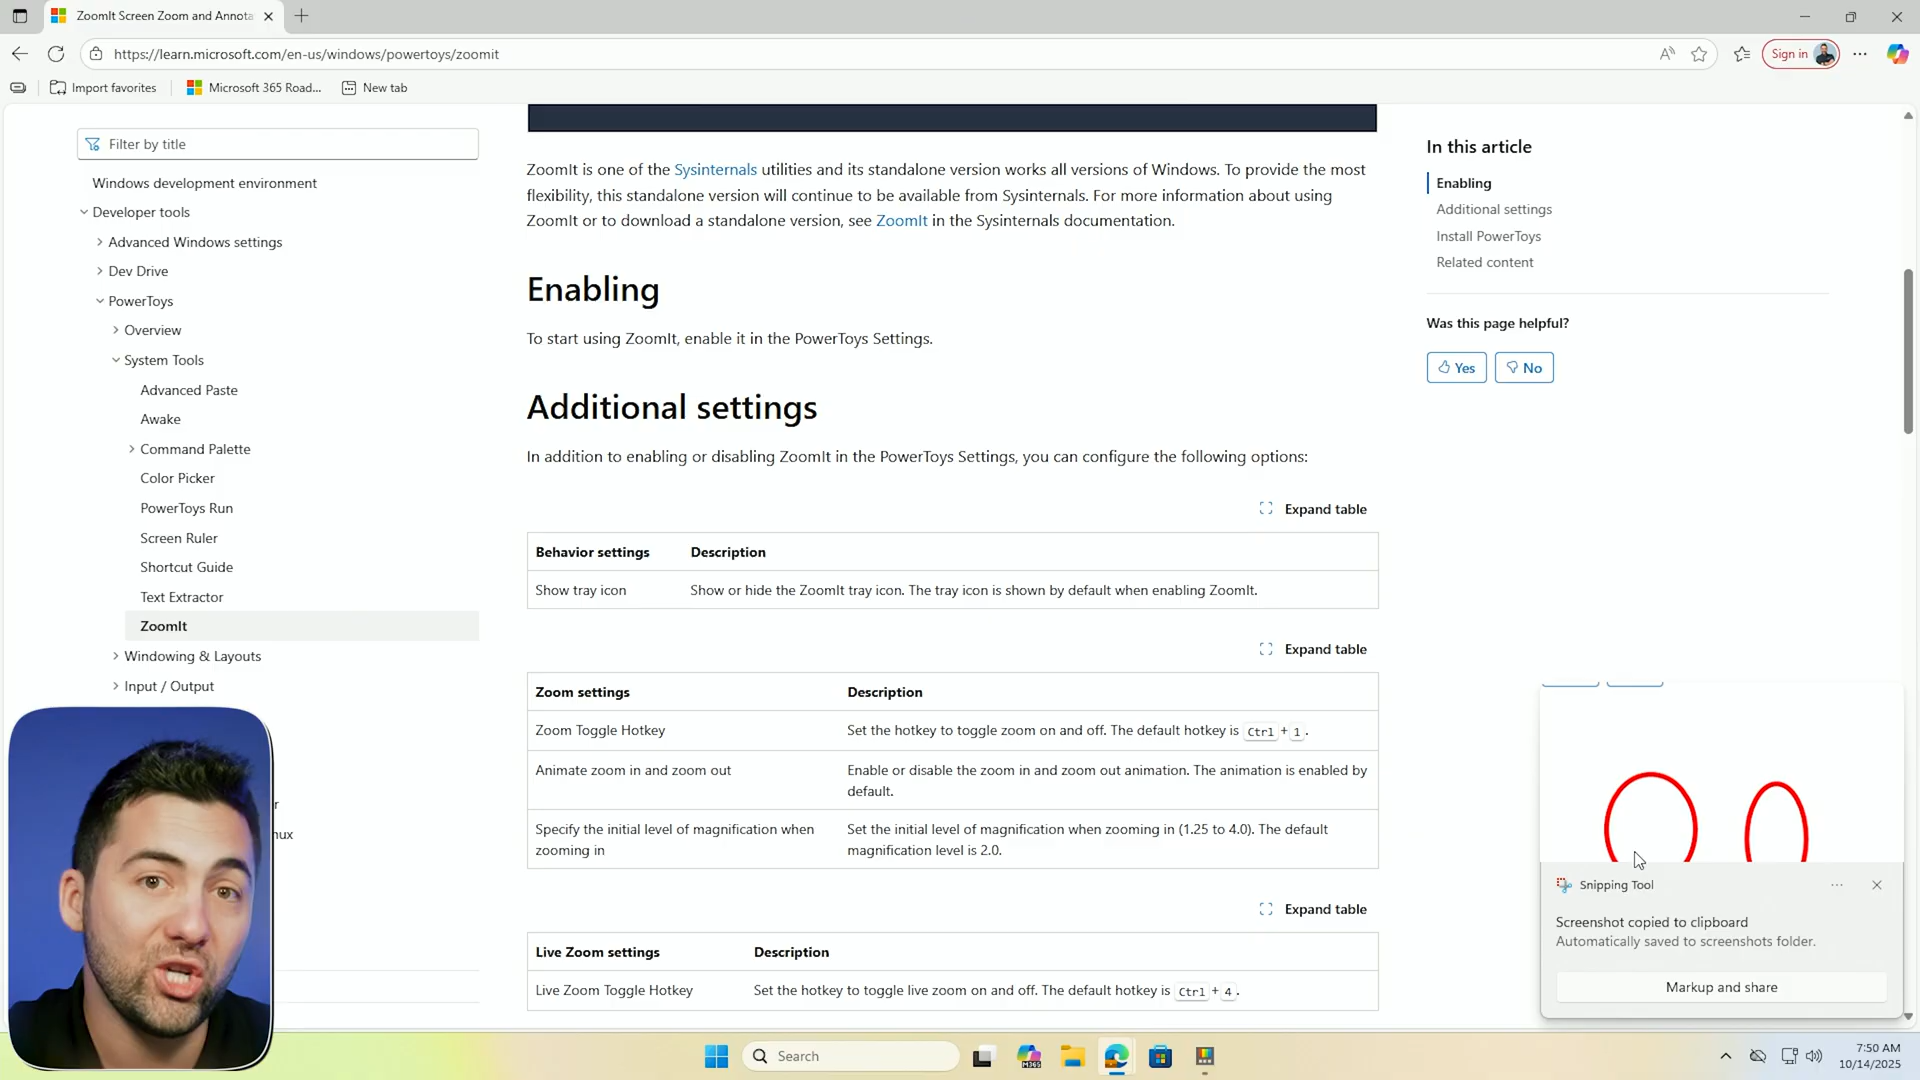 ZoomIt Screen Zoom and Annota
https://learn.microsoft.com/en-us/windows/powertoys/zoomit
Sign in
Import favorites
Microsoft 365 Road...
New tab
Filter by title
Windows development environment
Developer tools
Advanced Windows settings
Dev Drive
PowerToys
Overview
System Tools
Advanced Paste
Awake
Command Palette
Color Picker
PowerToys Run
Screen Ruler
Shortcut Guide
Text Extractor
ZoomIt
Windowing & Layouts
Input / Output
r
nux
ZoomIt is one of the Sysinternals utilities and its standalone version works all versions of Windows. To provide the most
flexibility, this standalone version will continue to be available from Sysinternals. For more information about using
ZoomIt or to download a standalone version, see ZoomIt in the Sysinternals documentation.
Enabling
To start using ZoomIt, enable it in the PowerToys Settings.
Additional settings
In addition to enabling or disabling ZoomIt in the PowerToys Settings, you can configure the following options:
Expand table
Behavior settings Description
Show tray icon Show or hide the ZoomIt tray icon. The tray icon is shown by default when enabling ZoomIt.
Expand table
Zoom settings Description
Zoom Toggle Hotkey Set the hotkey to toggle zoom on and off. The default hotkey is Ctrl + 1.
Animate zoom in and zoom out Enable or disable the zoom in and zoom out animation. The animation is enabled by
default.
Specify the initial level of magnification when Set the initial level of magnification when zooming in (1.25 to 4.0). The default
zooming in magnification level is 2.0.
Expand table
Live Zoom settings Description
Live Zoom Toggle Hotkey Set the hotkey to toggle live zoom on and off. The default hotkey is Ctrl + 4.
In this article
Enabling
Additional settings
Install PowerToys
Related content
Was this page helpful?
Yes No
Snipping Tool
Screenshot copied to clipboard
Automatically saved to screenshots folder.
Markup and share
Search
M365
7:50 AM
10/14/2025